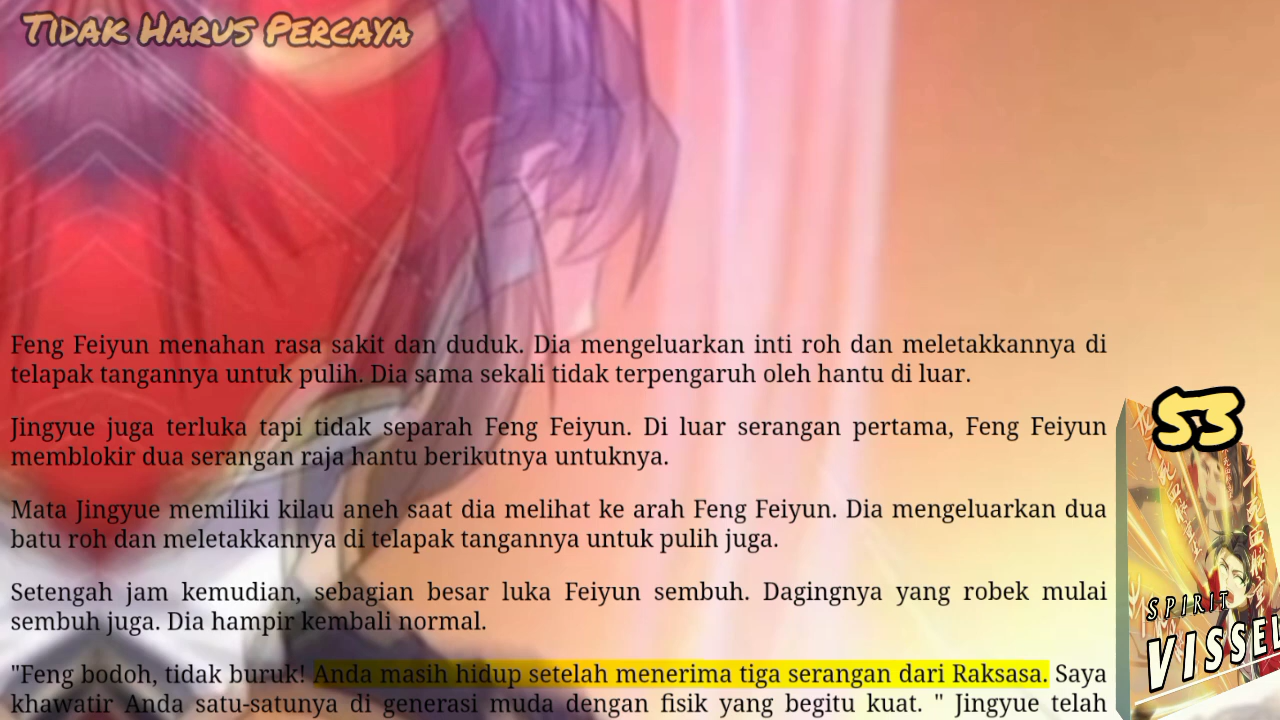 Tidak Harus Percaya
Feng Feiyun menahan rasa sakit dan duduk. Dia mengeluarkan inti roh dan meletakkannya di
telapak tangannya untuk pulih. Dia sama sekali tidak terpengaruh oleh hantu di luar.
Jingyue juga terluka tapi tidak separah Feng Feiyun. Di luar serangan pertama, Feng Feiyun
memblokir dua serangan raja hantu berikutnya untuknya.
Mata Jingyue memiliki kilau aneh saat dia melihat ke arah Feng Feiyun. Dia mengeluarkan dua
batu roh dan meletakkannya di telapak tangannya untuk pulih juga.
Setengah jam kemudian, sebagian besar luka Feiyun sembuh. Dagingnya yang robek mulai
sembuh juga. Dia hampir kembali normal.
"Feng bodoh, tidak buruk! Anda masih hidup setelah menerima tiga serangan dari Raksasa. Saya
khawatir Anda satu-satunya di generasi muda dengan fisik yang begitu kuat. " Jingyue telah
53
SPIRIT
VISSEL